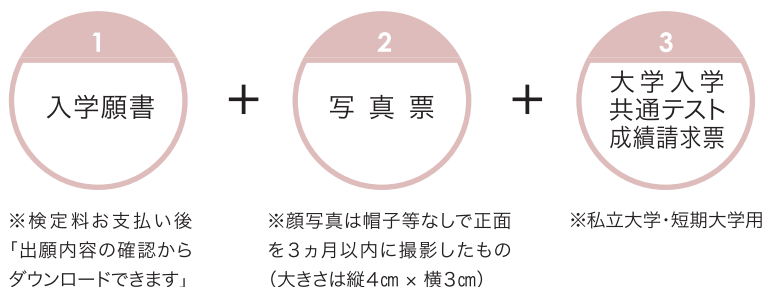 1
入学願書
+
2
写真票
+
3
大学入学
共通テスト
成績請求票
※検定料お支払い後
「出願内容の確認から
ダウンロードできます」
※顔写真は帽子等なしで正面
を3ヵ月以内に撮影したもの
（大きさは縦4㎝×横3㎝）
※私立大学・短期大学用